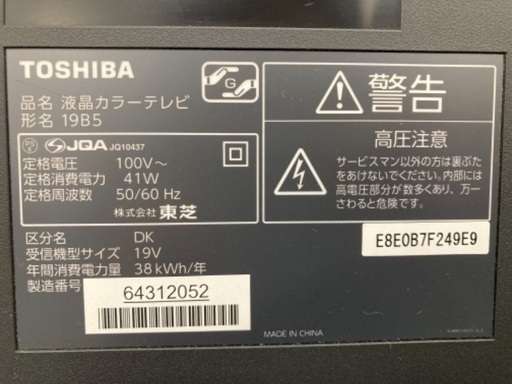 TOSHIBA
G
品名 液晶カラーテレビ
形名 19B5
JQA JQ10437
定格電圧 100V～
定格消費電力 41W
定格周波数 50/60 Hz
株式会社 東芝
区分名 DK
受信機型サイズ 19V
年間消費電力量 38kWh/年
製造番号
64312052
警告
高圧注意
サービスマン以外の方は裏ぶた
をあけないでください。内部には
高電圧部分が数多くあり、万一
さわると危険です。
E8E0B7F249E9
MADE IN CHINA